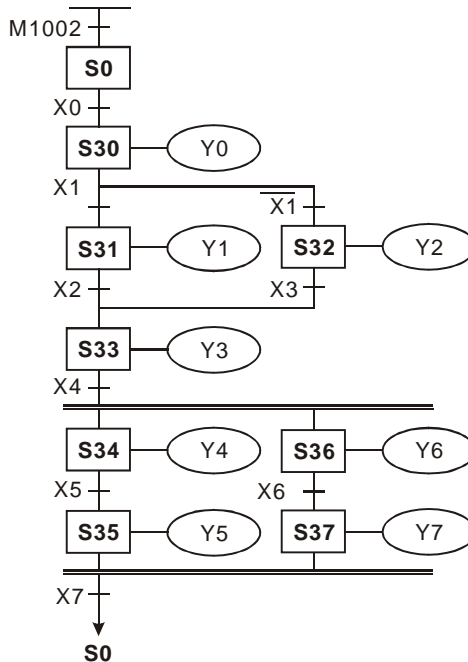 M1002
S0
X0
S30 Y0
X1 X1
S31 Y1 S32 Y2
X2 X3
S33 Y3
X4
S34 Y4 S36 Y6
X5 X6
S35 Y5 S37 Y7
X7
S0